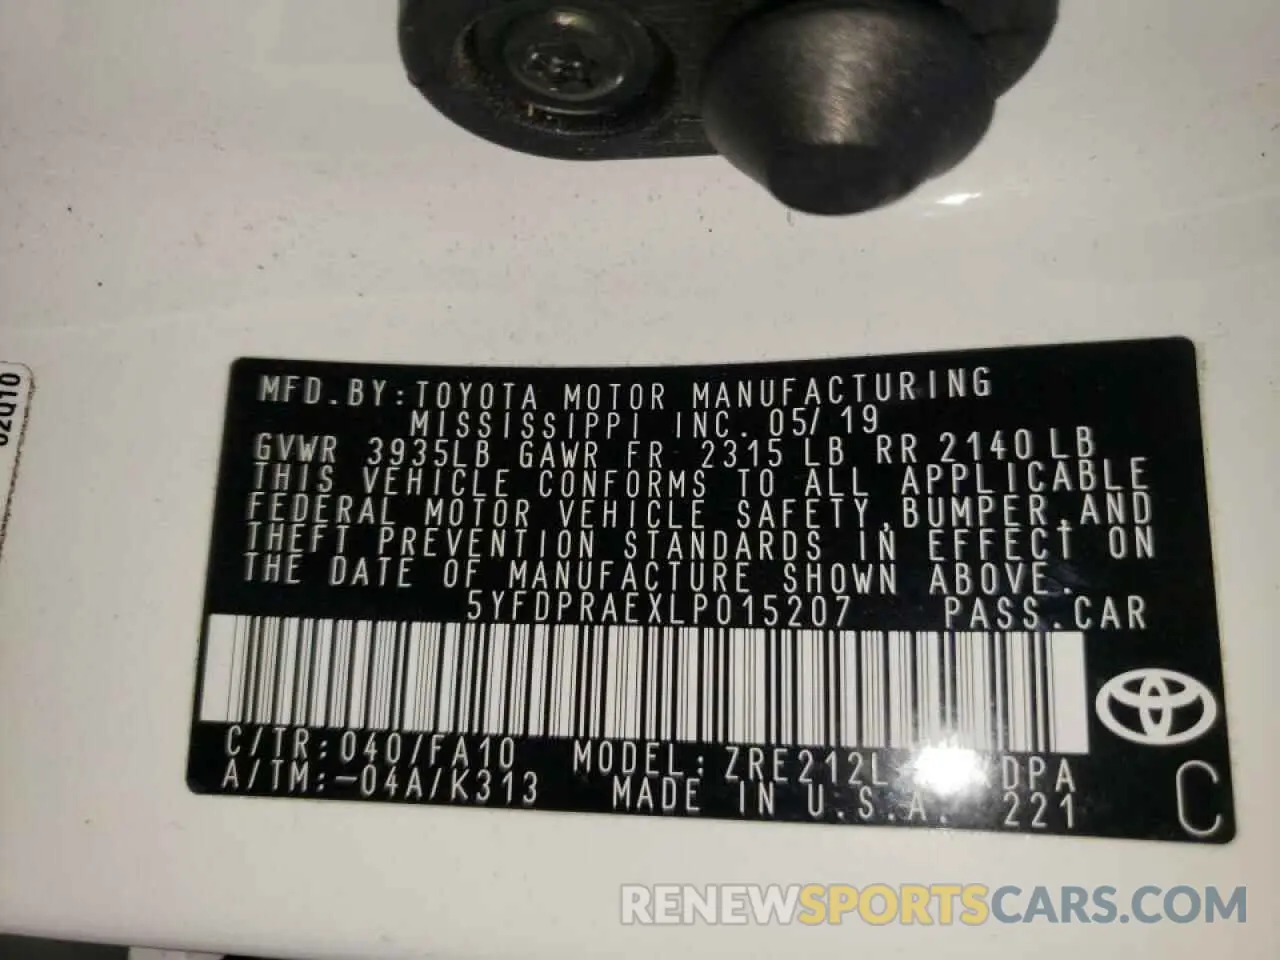 MFD.BY:TOYOTA MOTOR MANUFACTURING
MISSISSIPPI INC. 05/19
GVWR 3935LB GAWR FR 2315 LB RR 2140 LB
THIS VEHICLE CONFORMS TO ALL APPLICABLE
FEDERAL MOTOR VEHICLE SAFETY,BUMPER,AND
THEFT PREVENTION STANDARDS IN EFFECT ON
THE DATE OF MANUFACTURE SHOWN ABOVE.
5YFDPRAEXLP015207 PASS.CAR
C/TR:040/FA10 MODEL: DPA
A/TM:-04A/K313 MADE IN U.S.A. 221
C
02Q10
RENEWSPORTSCARS.COM